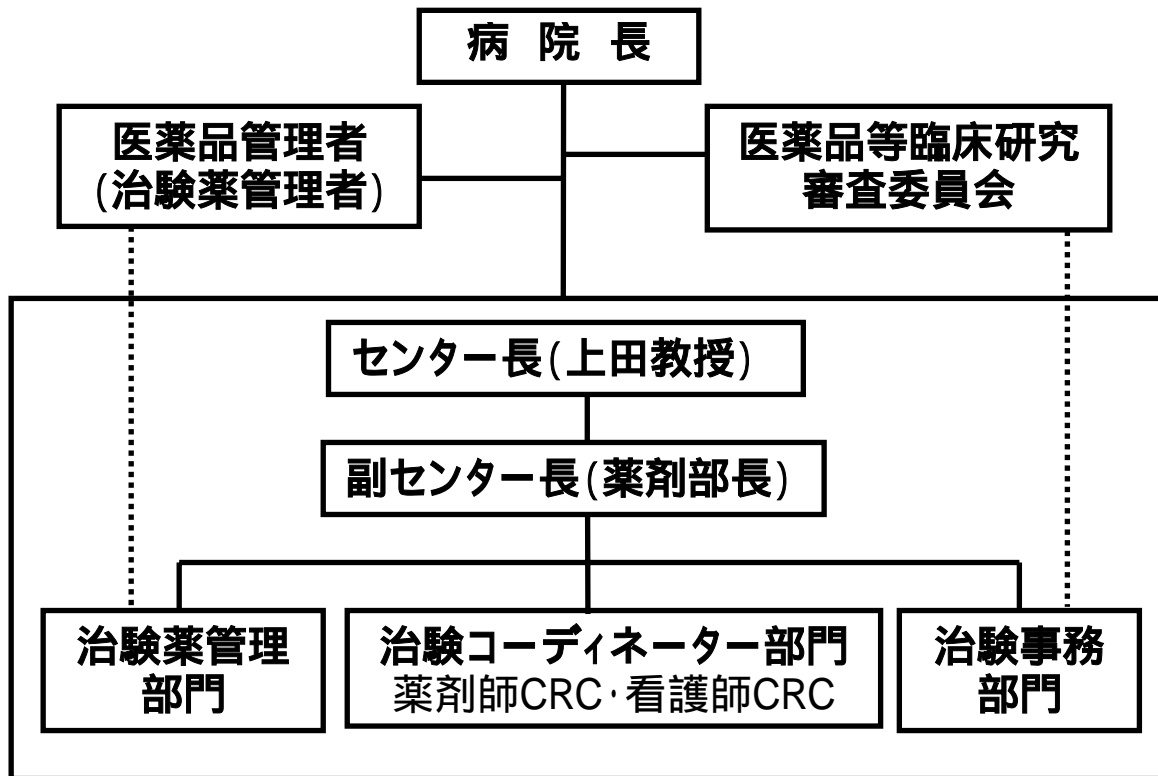 病 院 長
医薬品管理者
(治験薬管理者)
医薬品等臨床研究
審査委員会
センター長(上田教授)
副センター長(薬剤部長)
治験薬管理
部門
治験コーディネーター部門
薬剤師CRC・看護師CRC
治験事務
部門